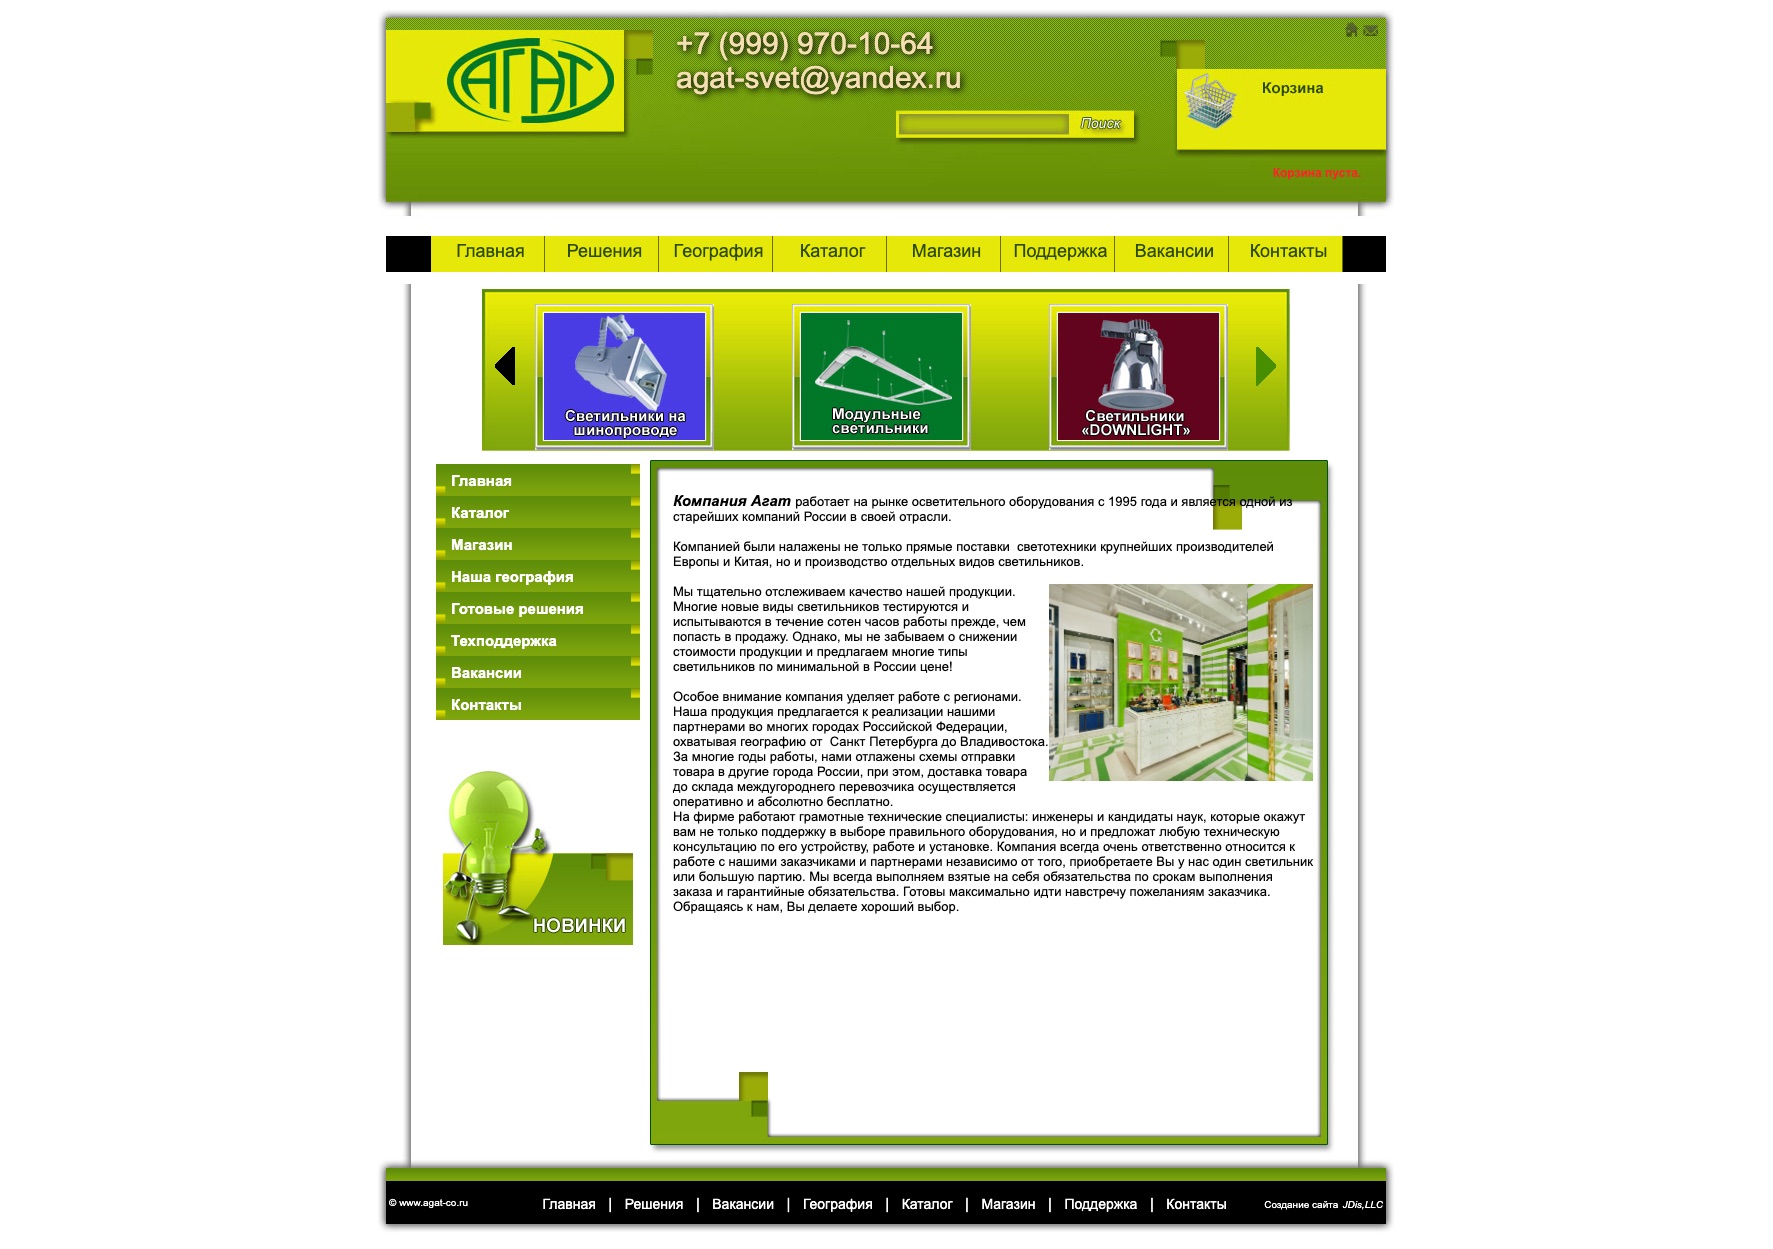 АГАТ
+7 (999) 970-10-64
agat-svet@yandex.ru
Поиск
Корзина
Корзина пуста.
Главная
Решения
География
Каталог
Магазин
Поддержка
Вакансии
Контакты
Светильники на
шинопроводе
Модульные
светильники
Светильники
«DOWNLIGHT»
Главная
Каталог
Магазин
Наша география
Готовые решения
Техподдержка
Вакансии
Контакты
НОВИНКИ
Компания Агат работает на рынке осветительного оборудования с 1995 года и является одной из
старейших компаний России в своей отрасли.
Компанией были налажены не только прямые поставки  светотехники крупнейших производителей
Европы и Китая, но и производство отдельных видов светильников.
Мы тщательно отслеживаем качество нашей продукции.
Многие новые виды светильников тестируются и
испытываются в течение сотен часов работы прежде, чем
попасть в продажу. Однако, мы не забываем о снижении
стоимости продукции и предлагаем многие типы
светильников по минимальной в России цене!
Особое внимание компания уделяет работе с регионами.
Наша продукция предлагается к реализации нашими
партнерами во многих городах Российской Федерации,
охватывая географию от  Санкт Петербурга до Владивостока.
За многие годы работы, нами отлажены схемы отправки
товара в другие города России, при этом, доставка товара
до склада междугороднего перевозчика осуществляется
оперативно и абсолютно бесплатно.
На фирме работают грамотные технические специалисты: инженеры и кандидаты наук, которые окажут
вам не только поддержку в выборе правильного оборудования, но и предложат любую техническую
консультацию по его устройству, работе и установке. Компания всегда очень ответственно относится к
работе с нашими заказчиками и партнерами независимо от того, приобретаете Вы у нас один светильник
или большую партию. Мы всегда выполняем взятые на себя обязательства по срокам выполнения
заказа и гарантийные обязательства. Готовы максимально идти навстречу пожеланиям заказчика.
Обращаясь к нам, Вы делаете хороший выбор.
© www.agat-co.ru
Главная | Решения | Вакансии | География | Каталог | Магазин | Поддержка | Контакты
Создание сайта JDis,LLC